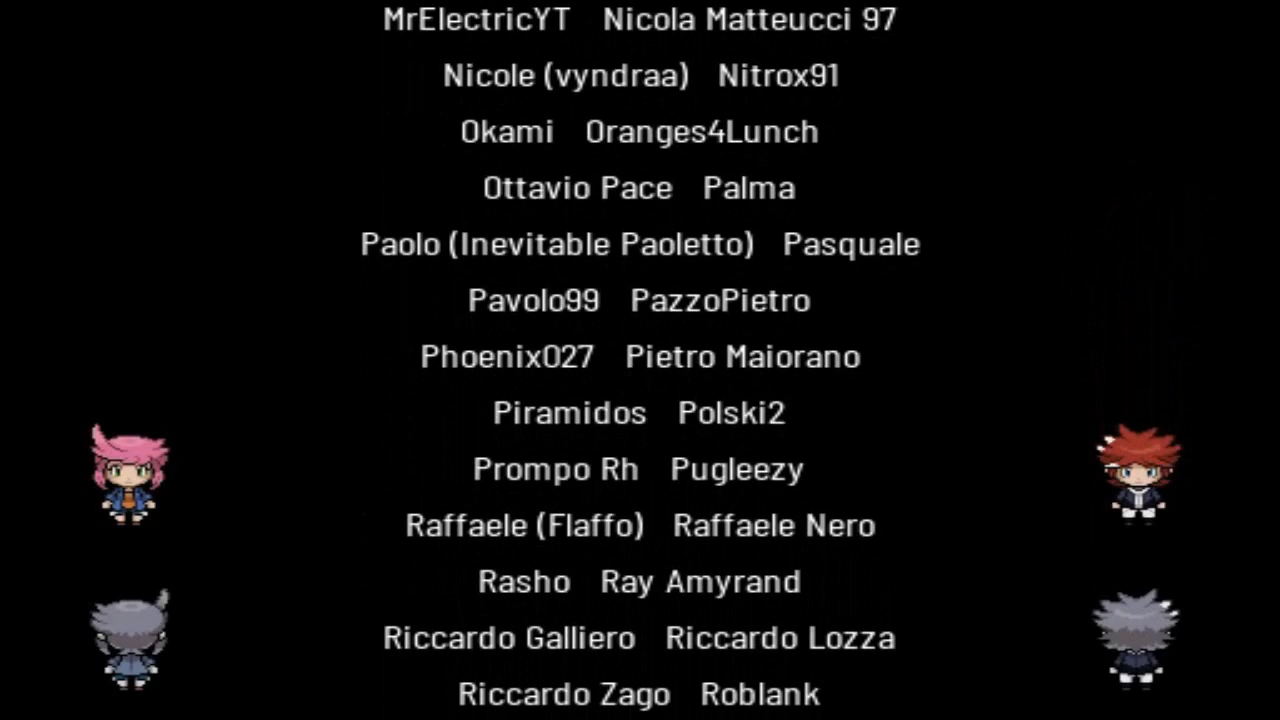 MrElectricYT Nicola Matteucci 97
Nicole (vyndraa) Nitrox91
Okami Oranges4Lunch
Ottavio Pace Palma
Paolo (Inevitable Paoletto) Pasquale
Pavolo99 PazzoPietro
Phoenix027 Pietro Maiorano
Piramidos Polski2
Prompo Rh Pugleezy
Raffaele (Flaffo) Raffaele Nero
Rasho Ray Amyrand
Riccardo Galliero Riccardo Lozza
Riccardo Zago Roblank